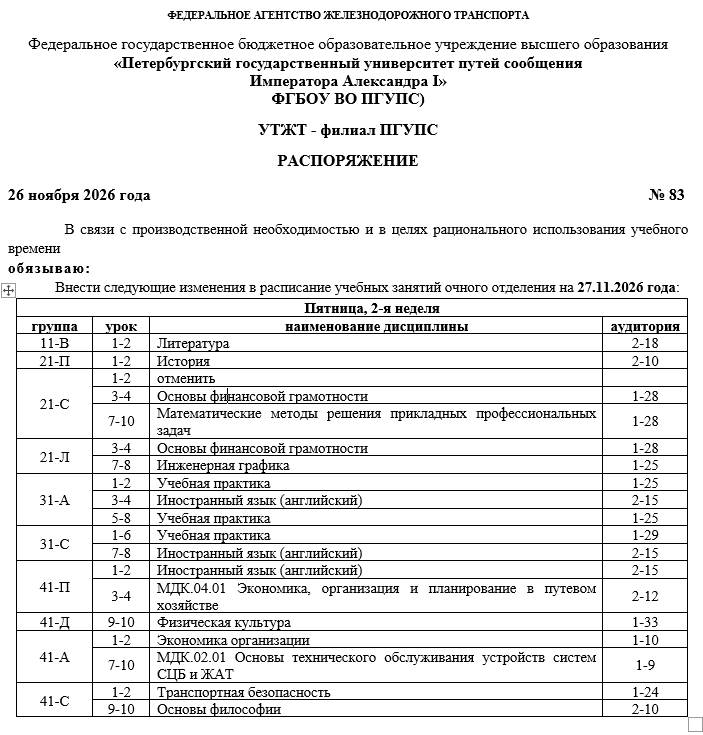 ФЕДЕРАЛЬНОЕ АГЕНТСТВО ЖЕЛЕЗНОДОРОЖНОГО ТРАНСПОРТА
Федеральное государственное бюджетное образовательное учреждение высшего образования
«Петербургский государственный университет путей сообщения
Императора Александра I»
ФГБОУ ВО ПГУПС)
УТЖТ - филиал ПГУПС
РАСПОРЯЖЕНИЕ
26 ноября 2026 года № 83
В связи с производственной необходимостью и в целях рационального использования учебного
времени
обязываю:
Внести следующие изменения в расписание учебных занятий очного отделения на 27.11.2026 года:
Пятница, 2-я неделя
группа урок наименование дисциплины аудитория
11-В 1-2 Литература 2-18
21-П 1-2 История 2-10
21-С 1-2 отменить
3-4 Основы финансовой грамотности 1-28
7-10 Математические методы решения прикладных профессиональных
задач 1-28
21-Л 3-4 Основы финансовой грамотности 1-28
7-8 Инженерная графика 1-25
31-А 1-2 Учебная практика 1-25
3-4 Иностранный язык (английский) 2-15
5-8 Учебная практика 1-25
31-С 1-6 Учебная практика 1-29
7-8 Иностранный язык (английский) 2-15
41-П 1-2 Иностранный язык (английский) 2-15
3-4 МДК.04.01 Экономика, организация и планирование в путевом
хозяйстве 2-12
41-Д 9-10 Физическая культура 1-33
41-А 1-2 Экономика организации 1-10
7-10 МДК.02.01 Основы технического обслуживания устройств систем
СЦБ и ЖАТ 1-9
41-С 1-2 Транспортная безопасность 1-24
9-10 Основы философии 2-10